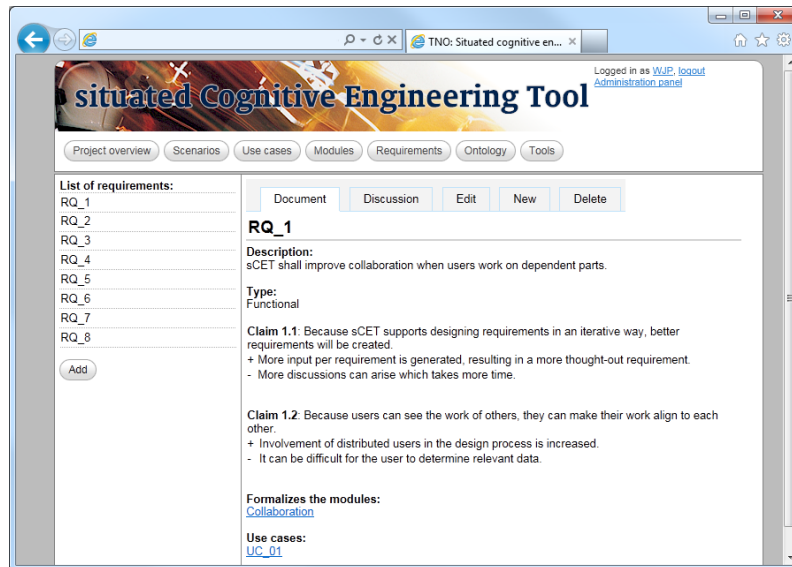 TNO: Situated cognitive en...
situated Cognitive Engineering Tool
Logged in as WJP, logout
Administration panel
Project overview
Scenarios
Use cases
Modules
Requirements
Ontology
Tools
List of requirements:
RQ_1
RQ_2
RQ_3
RQ_4
RQ_5
RQ_6
RQ_7
RQ_8
Add
Document
Discussion
Edit
New
Delete
RQ_1
Description:
sCET shall improve collaboration when users work on dependent parts.
Type:
Functional
Claim 1.1: Because sCET supports designing requirements in an iterative way, better
requirements will be created.
+ More input per requirement is generated, resulting in a more thought-out requirement.
- More discussions can arise which takes more time.
Claim 1.2: Because users can see the work of others, they can make their work align to each
other.
+ Involvement of distributed users in the design process is increased.
- It can be difficult for the user to determine relevant data.
Formalizes the modules:
Collaboration
Use cases:
UC_01